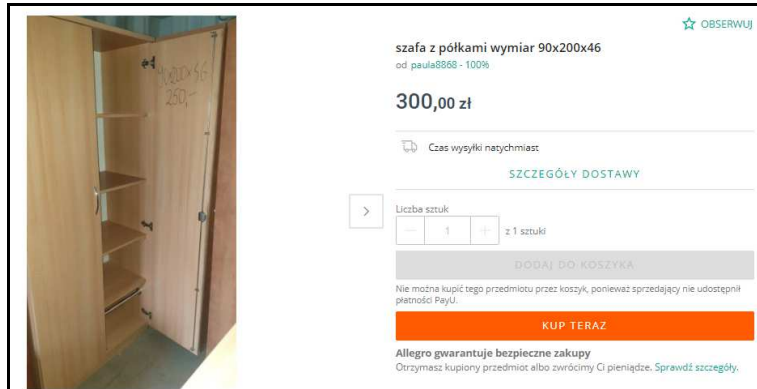 OBSERWUJ
szafa z półkami wymiar 90x200x46
od paula8868 - 100%
300,00 zł
Czas wysyłki natychmiast
SZCZEGÓŁY DOSTAWY
Liczba sztuk
1 z 1 sztuki
DODAJ DO KOSZYKA
Nie można kupić tego przedmiotu przez koszyk, ponieważ sprzedający nie udostępnił
płatności PayU.
KUP TERAZ
Allegro gwarantuje bezpieczne zakupy
Otrzymasz kupiony przedmiot albo zwrócimy Ci pieniądze. Sprawdź szczegóły.
250,-